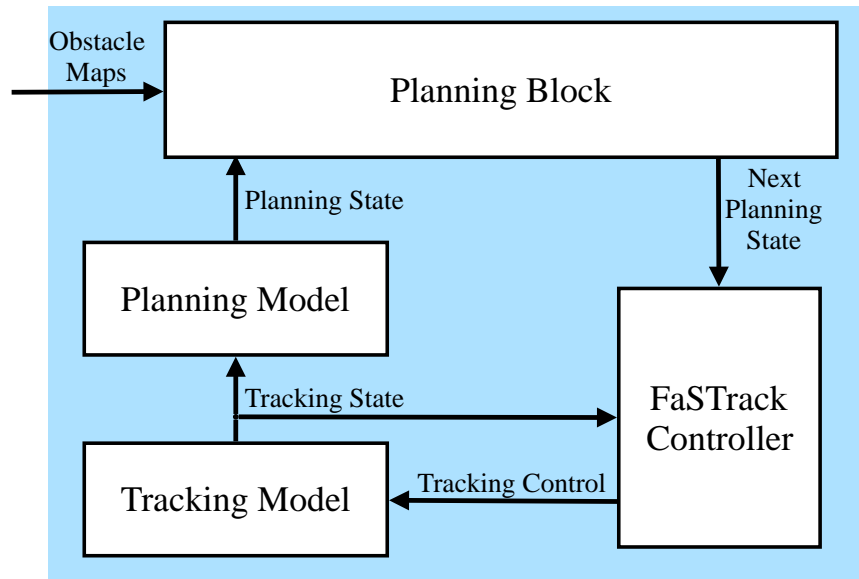 Obstacle
Maps
Planning Block
Planning State
Next
Planning
State
Planning Model
Tracking State
FaSTrack
Controller
Tracking Control
Tracking Model